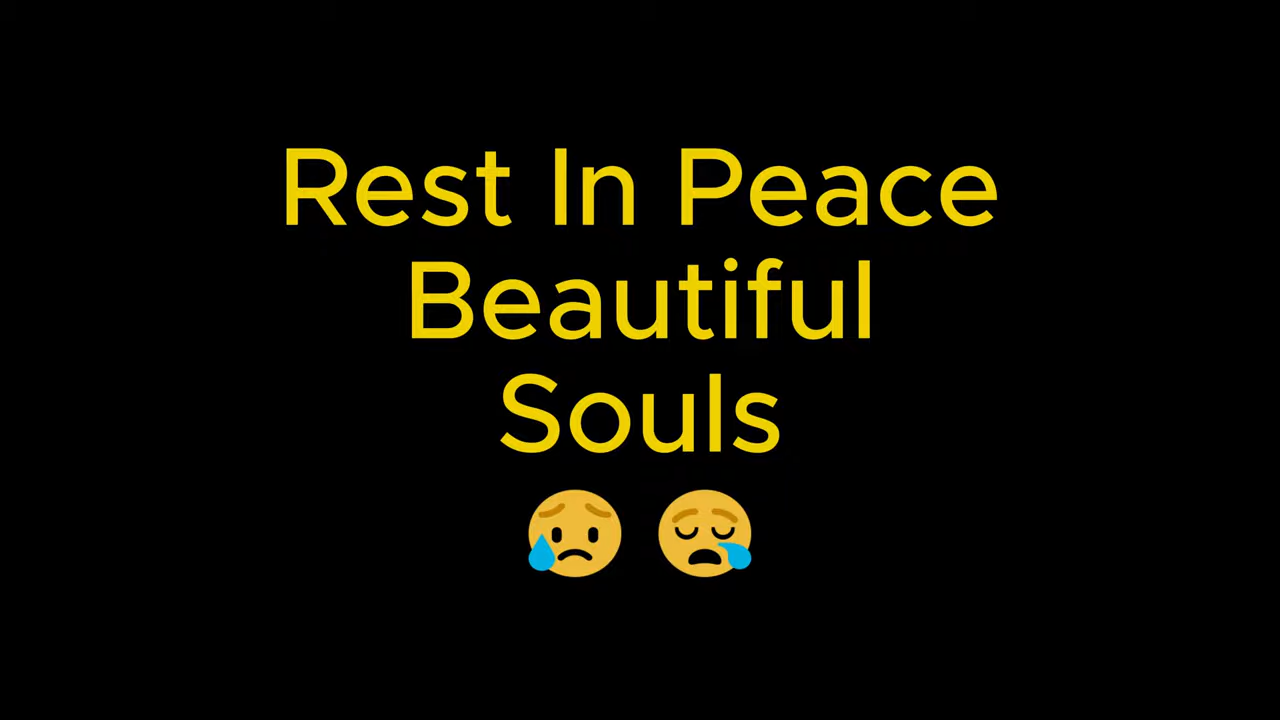 Rest In Peace
Beautiful
Souls
😥 😪